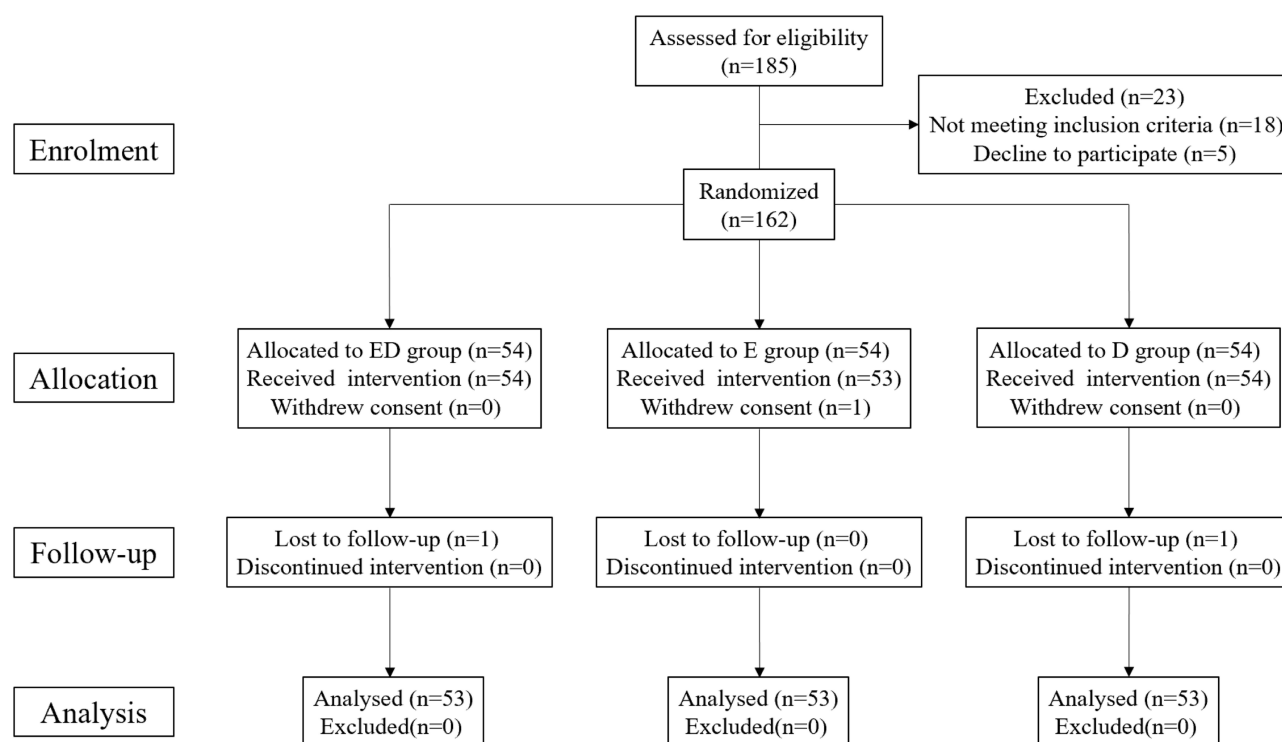 Assessed for eligibility
(n=185)
Excluded (n=23)
Not meeting inclusion criteria (n=18)
Decline to participate (n=5)
Enrolment
Randomized
(n=162)
Allocation
Allocated to ED group (n=54)
Received intervention (n=54)
Withdrew consent (n=0)
Allocated to E group (n=54)
Received intervention (n=53)
Withdrew consent (n=1)
Allocated to D group (n=54)
Received intervention (n=54)
Withdrew consent (n=0)
Follow-up
Lost to follow-up (n=1)
Discontinued intervention (n=0)
Lost to follow-up (n=0)
Discontinued intervention (n=0)
Lost to follow-up (n=1)
Discontinued intervention (n=0)
Analysis
Analysed (n=53)
Excluded(n=0)
Analysed (n=53)
Excluded(n=0)
Analysed (n=53)
Excluded(n=0)